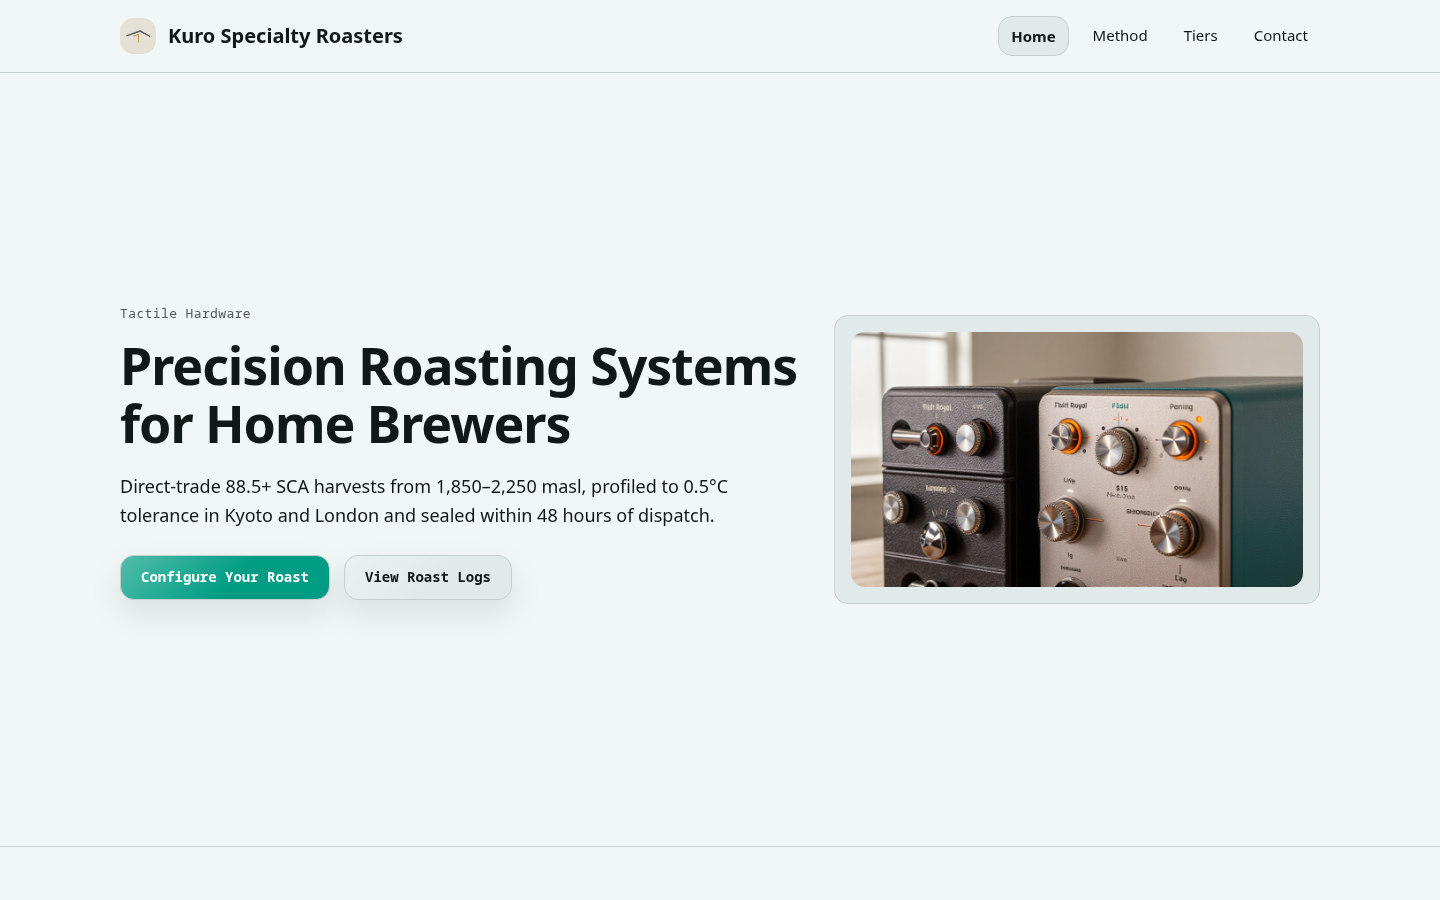 Kuro Specialty Roasters
Home
Method
Tiers
Contact
Tactile Hardware
Precision Roasting Systems
for Home Brewers
Direct-trade 88.5+ SCA harvests from 1,850–2,250 masl, profiled to 0.5°C
tolerance in Kyoto and London and sealed within 48 hours of dispatch.
Configure Your Roast
View Roast Logs